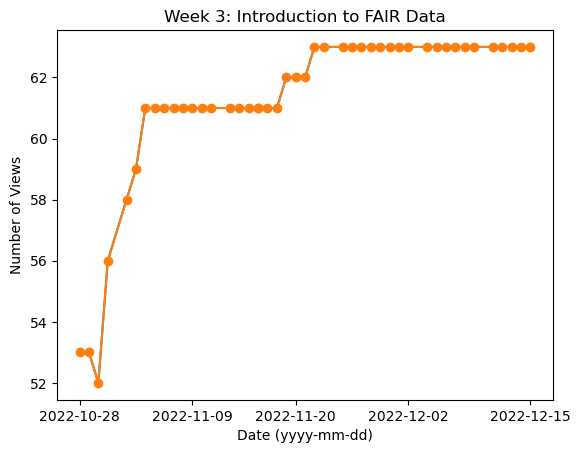 Week 3: Introduction to FAIR Data
Number of Views
62
60
58
56
54
52
2022-10-28 2022-11-09 2022-11-20 2022-12-02 2022-12-15
Date (yyyy-mm-dd)